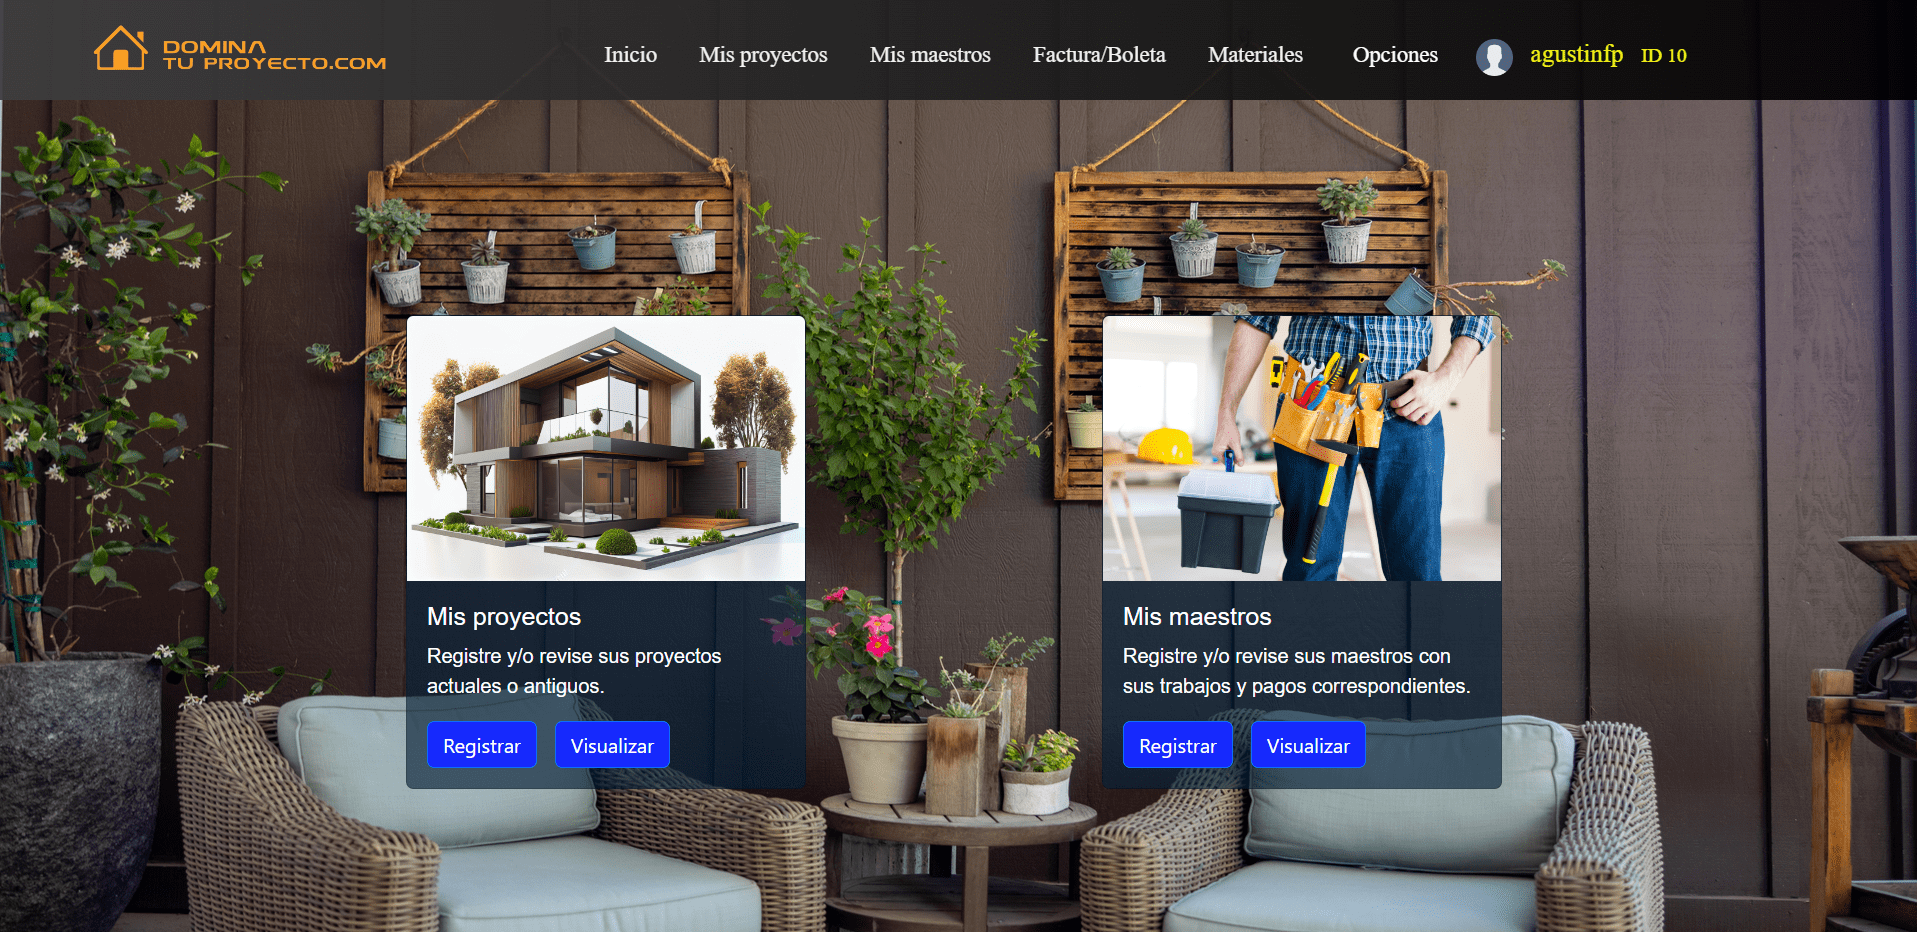 DOMINA
TU PROYECTO.COM
Inicio
Mis proyectos
Mis maestros
Factura/Boleta
Materiales
Opciones
agustinfp
ID 10
Mis proyectos
Registre y/o revise sus proyectos
actuales o antiguos.
Registrar
Visualizar
Mis maestros
Registre y/o revise sus maestros con
sus trabajos y pagos correspondientes.
Registrar
Visualizar